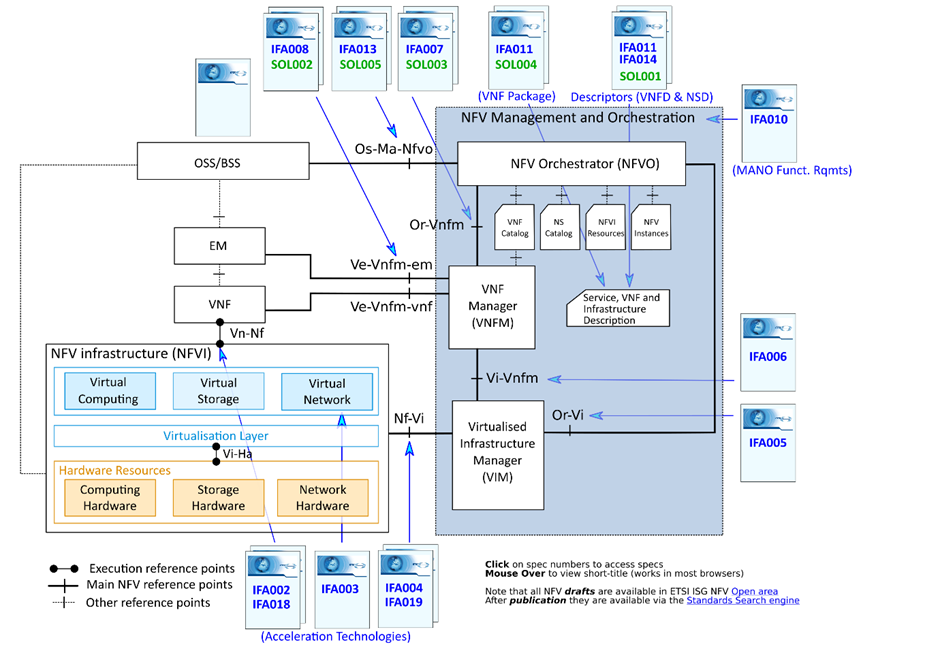 IFA008
SOL002
IFA013
SOL005
IFA007
SOL003
IFA011
SOL004
IFA011
IFA014
SOL001
(VNF Package)
Descriptors (VNFD & NSD)
NFV Management and Orchestration
IFA010
(MANO Funct. Rqmts)
OSS/BSS
Os-Ma-Nfvo
NFV Orchestrator (NFVO)
Or-Vnfm
VNF
Catalog
NS
Catalog
NFVI
Resources
NFV
Instances
EM
Ve-Vnfm-em
VNF
Ve-Vnfm-vnf
VNF
Manager
(VNFM)
Service, VNF and
Infrastructure
Description
Vn-Nf
NFV infrastructure (NFVI)
IFA006
Virtual
Computing
Virtual
Storage
Virtual
Network
Vi-Vnfm
Nf-Vi
Or-Vi
IFA005
Virtualisation Layer
Vi-Ha
Virtualised
Infrastructure
Manager
(VIM)
Hardware Resources
Computing
Hardware
Storage
Hardware
Network
Hardware
Execution reference points
Main NFV reference points
Other reference points
IFA002
IFA018
IFA003
IFA004
IFA019
(Acceleration Technologies)
Click on spec numbers to access specs
Mouse Over to view short-title (works in most browsers)
Note that all NFV drafts are available in ETSI ISG NFV Open area
After publication they are available via the Standards Search engine